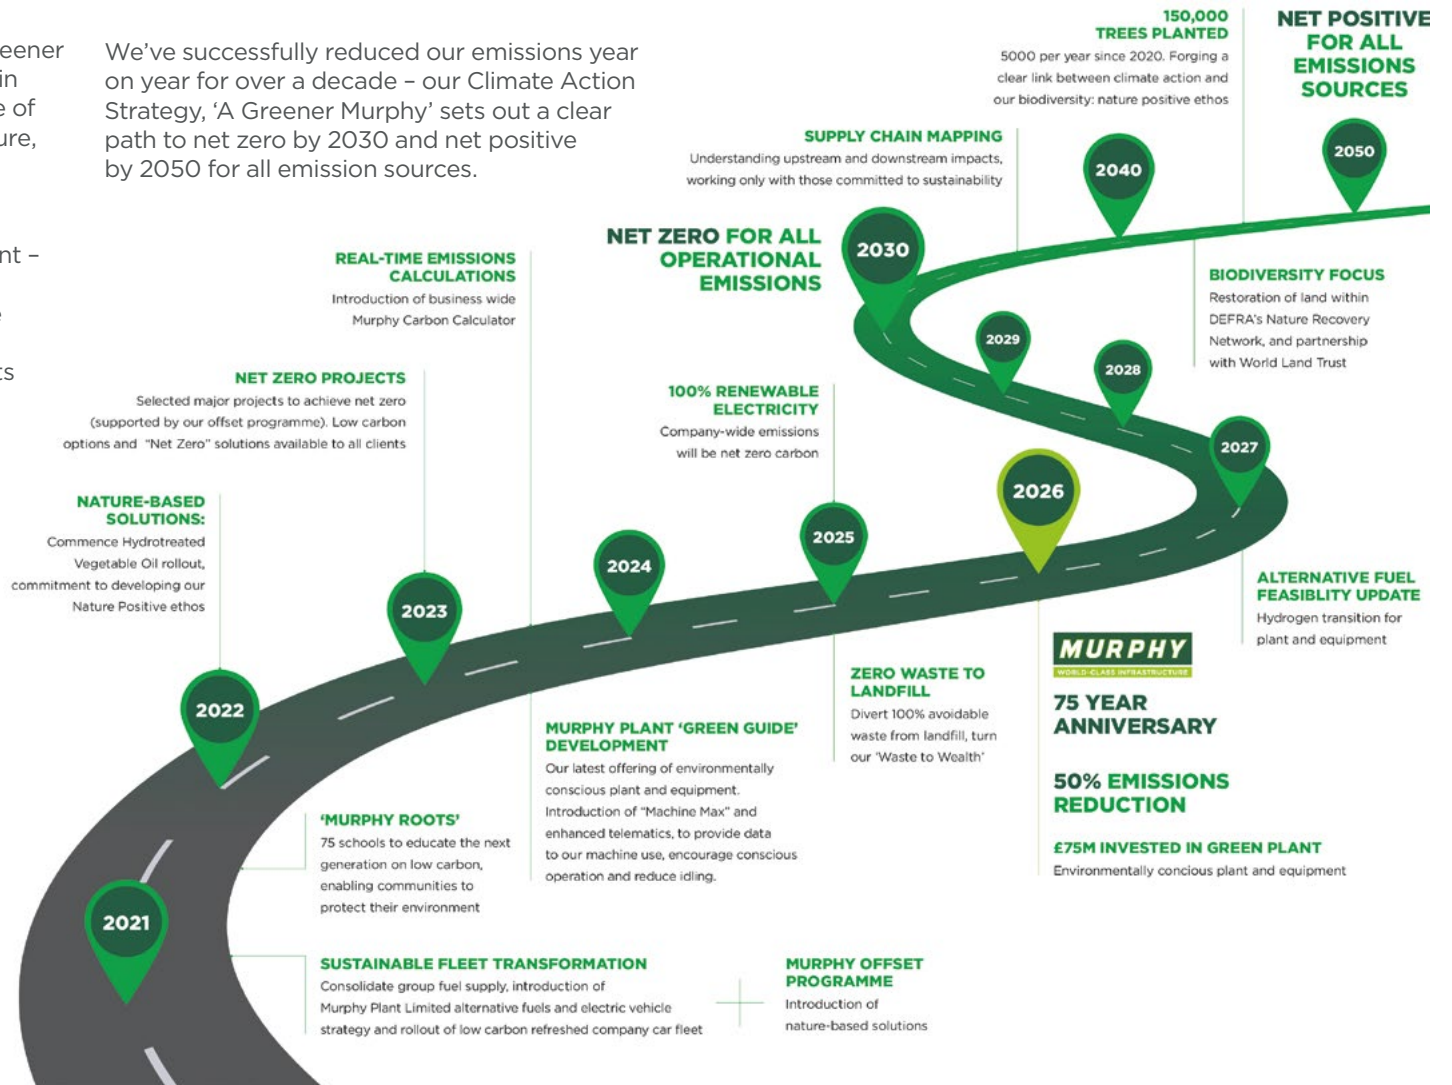 eener
in
e of
ure,
nt –
ts
We've successfully reduced our emissions year
on year for over a decade – our Climate Action
Strategy, 'A Greener Murphy' sets out a clear
path to net zero by 2030 and net positive
by 2050 for all emission sources.
150,000
TREES PLANTED
5000 per year since 2020. Forging a
clear link between climate action and
our biodiversity: nature positive ethos
NET POSITIVE
FOR ALL
EMISSIONS
SOURCES
SUPPLY CHAIN MAPPING
Understanding upstream and downstream impacts,
working only with those committed to sustainability
2040
2050
NET ZERO FOR ALL
OPERATIONAL
EMISSIONS
2030
REAL-TIME EMISSIONS
CALCULATIONS
Introduction of business wide
Murphy Carbon Calculator
BIODIVERSITY FOCUS
Restoration of land within
DEFRA's Nature Recovery
Network, and partnership
with World Land Trust
2029
2028
NET ZERO PROJECTS
Selected major projects to achieve net zero
(supported by our offset programme). Low carbon
options and "Net Zero" solutions available to all clients
100% RENEWABLE
ELECTRICITY
Company-wide emissions
will be net zero carbon
2027
2026
NATURE-BASED
SOLUTIONS:
Commence Hydrotreated
Vegetable Oil rollout,
commitment to developing our
Nature Positive ethos
2025
2024
2023
2022
2021
ALTERNATIVE FUEL
FEASIBLITY UPDATE
Hydrogen transition for
plant and equipment
MURPHY
WORLD-CLASS INFRASTRUCTURE
75 YEAR
ANNIVERSARY
50% EMISSIONS
REDUCTION
£75M INVESTED IN GREEN PLANT
Environmentally concious plant and equipment
ZERO WASTE TO
LANDFILL
Divert 100% avoidable
waste from landfill, turn
our 'Waste to Wealth'
MURPHY PLANT 'GREEN GUIDE'
DEVELOPMENT
Our latest offering of environmentally
conscious plant and equipment.
Introduction of "Machine Max" and
enhanced telematics, to provide data
to our machine use, encourage conscious
operation and reduce idling.
'MURPHY ROOTS'
75 schools to educate the next
generation on low carbon,
enabling communities to
protect their environment
SUSTAINABLE FLEET TRANSFORMATION
Consolidate group fuel supply, introduction of
Murphy Plant Limited alternative fuels and electric vehicle
strategy and rollout of low carbon refreshed company car fleet
MURPHY OFFSET
PROGRAMME
Introduction of
nature-based solutions